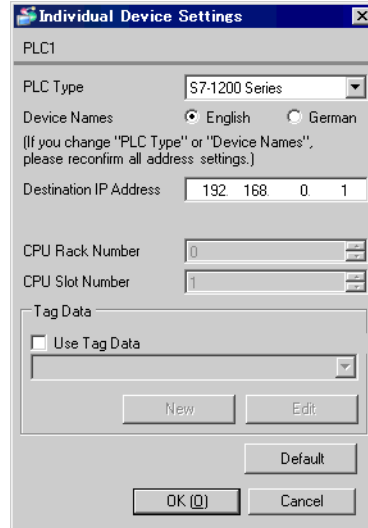 Individual Device Settings
PLC1
PLC Type S7-1200 Series
Device Names English German
(If you change "PLC Type" or "Device Names",
please reconfirm all address settings.)
Destination IP Address 192. 168. 0. 1
CPU Rack Number 0
CPU Slot Number 1
Tag Data
Use Tag Data
New Edit
Default
OK (O) Cancel